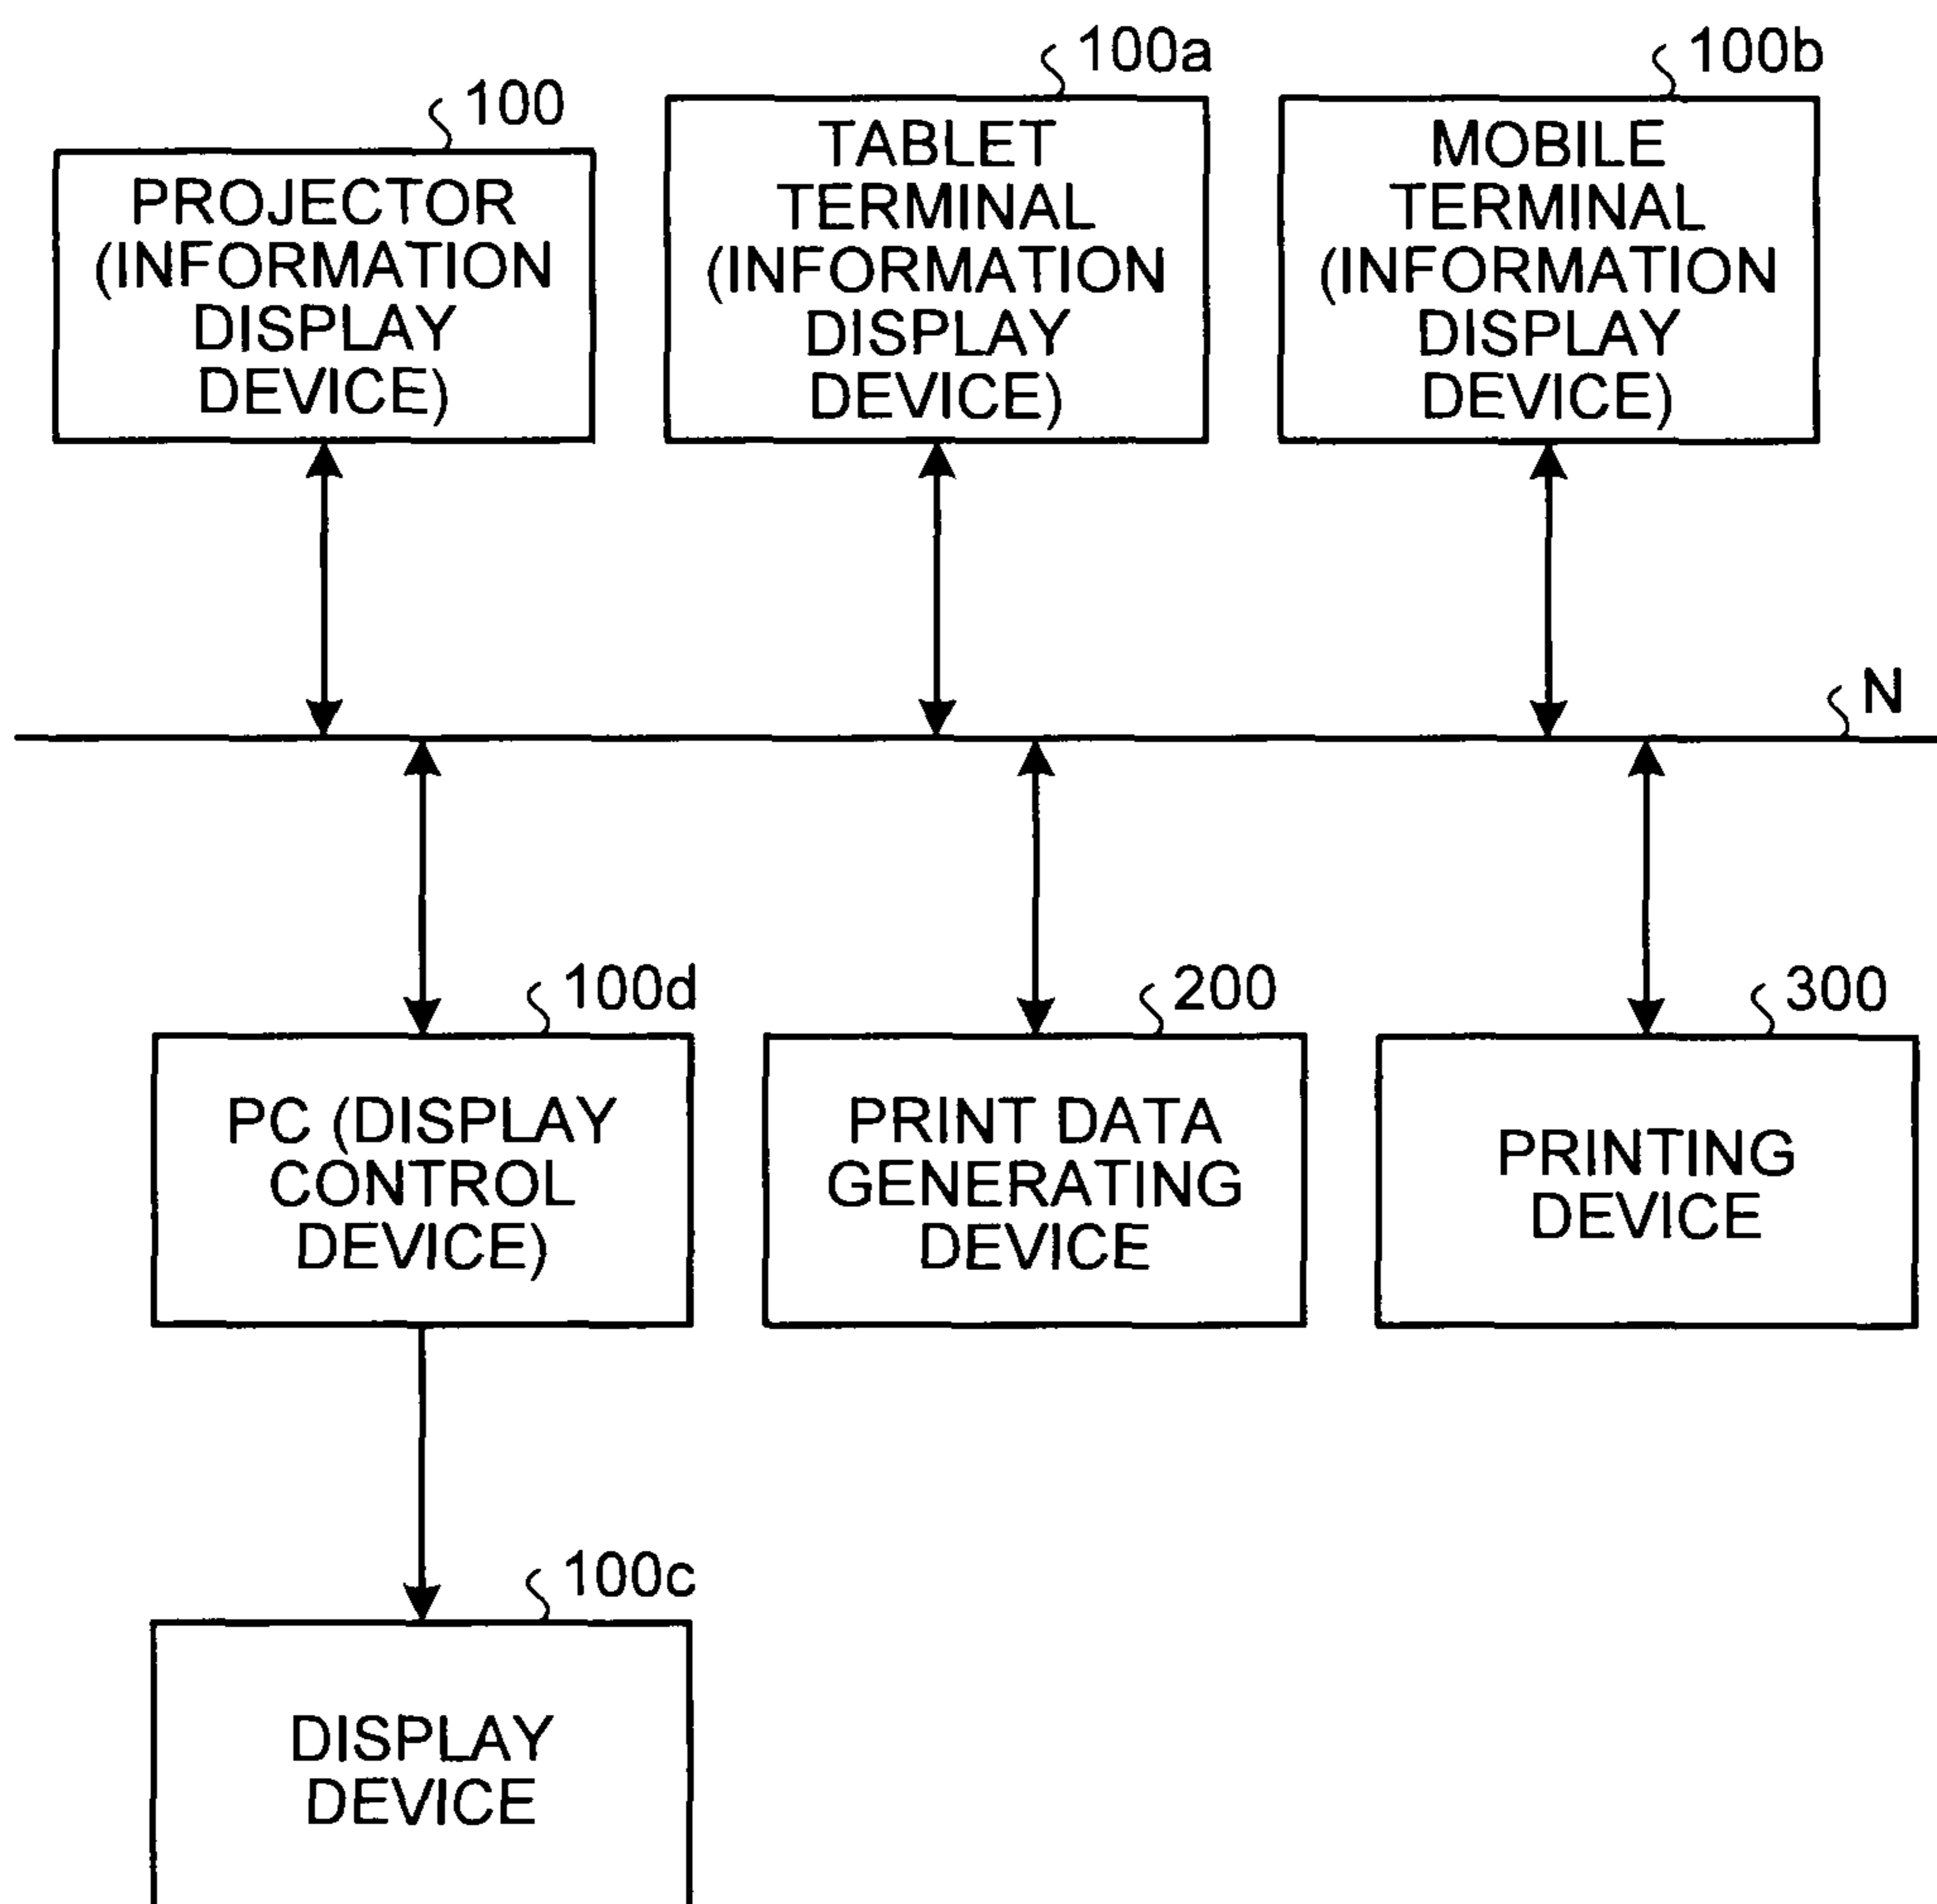 100
PROJECTOR
(INFORMATION
DISPLAY
DEVICE)
100a
TABLET
TERMINAL
(INFORMATION
DISPLAY
DEVICE)
100b
MOBILE
TERMINAL
(INFORMATION
DISPLAY
DEVICE)
N
100d
PC (DISPLAY
CONTROL
DEVICE)
200
PRINT DATA
GENERATING
DEVICE
300
PRINTING
DEVICE
100c
DISPLAY
DEVICE